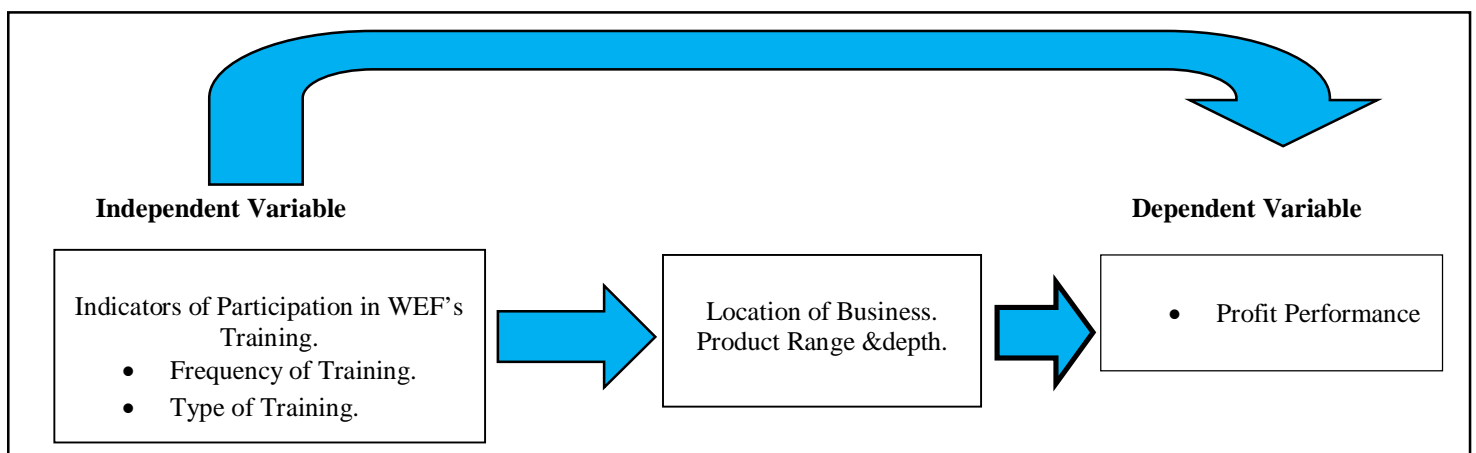 Independent Variable
Dependent Variable
Indicators of Participation in WEF’s
Training.
• Frequency of Training.
• Type of Training.
Location of Business.
Product Range &depth.
• Profit Performance